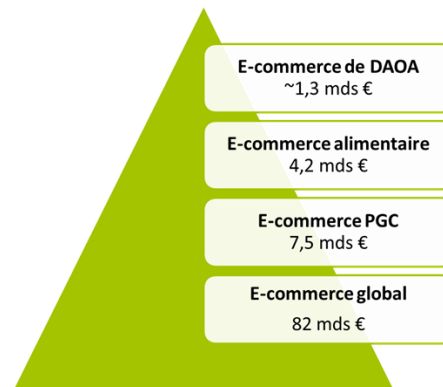 E-commerce de DAOA
~1,3 mds €
E-commerce alimentaire
4,2 mds €
E-commerce PGC
7,5 mds €
E-commerce global
82 mds €